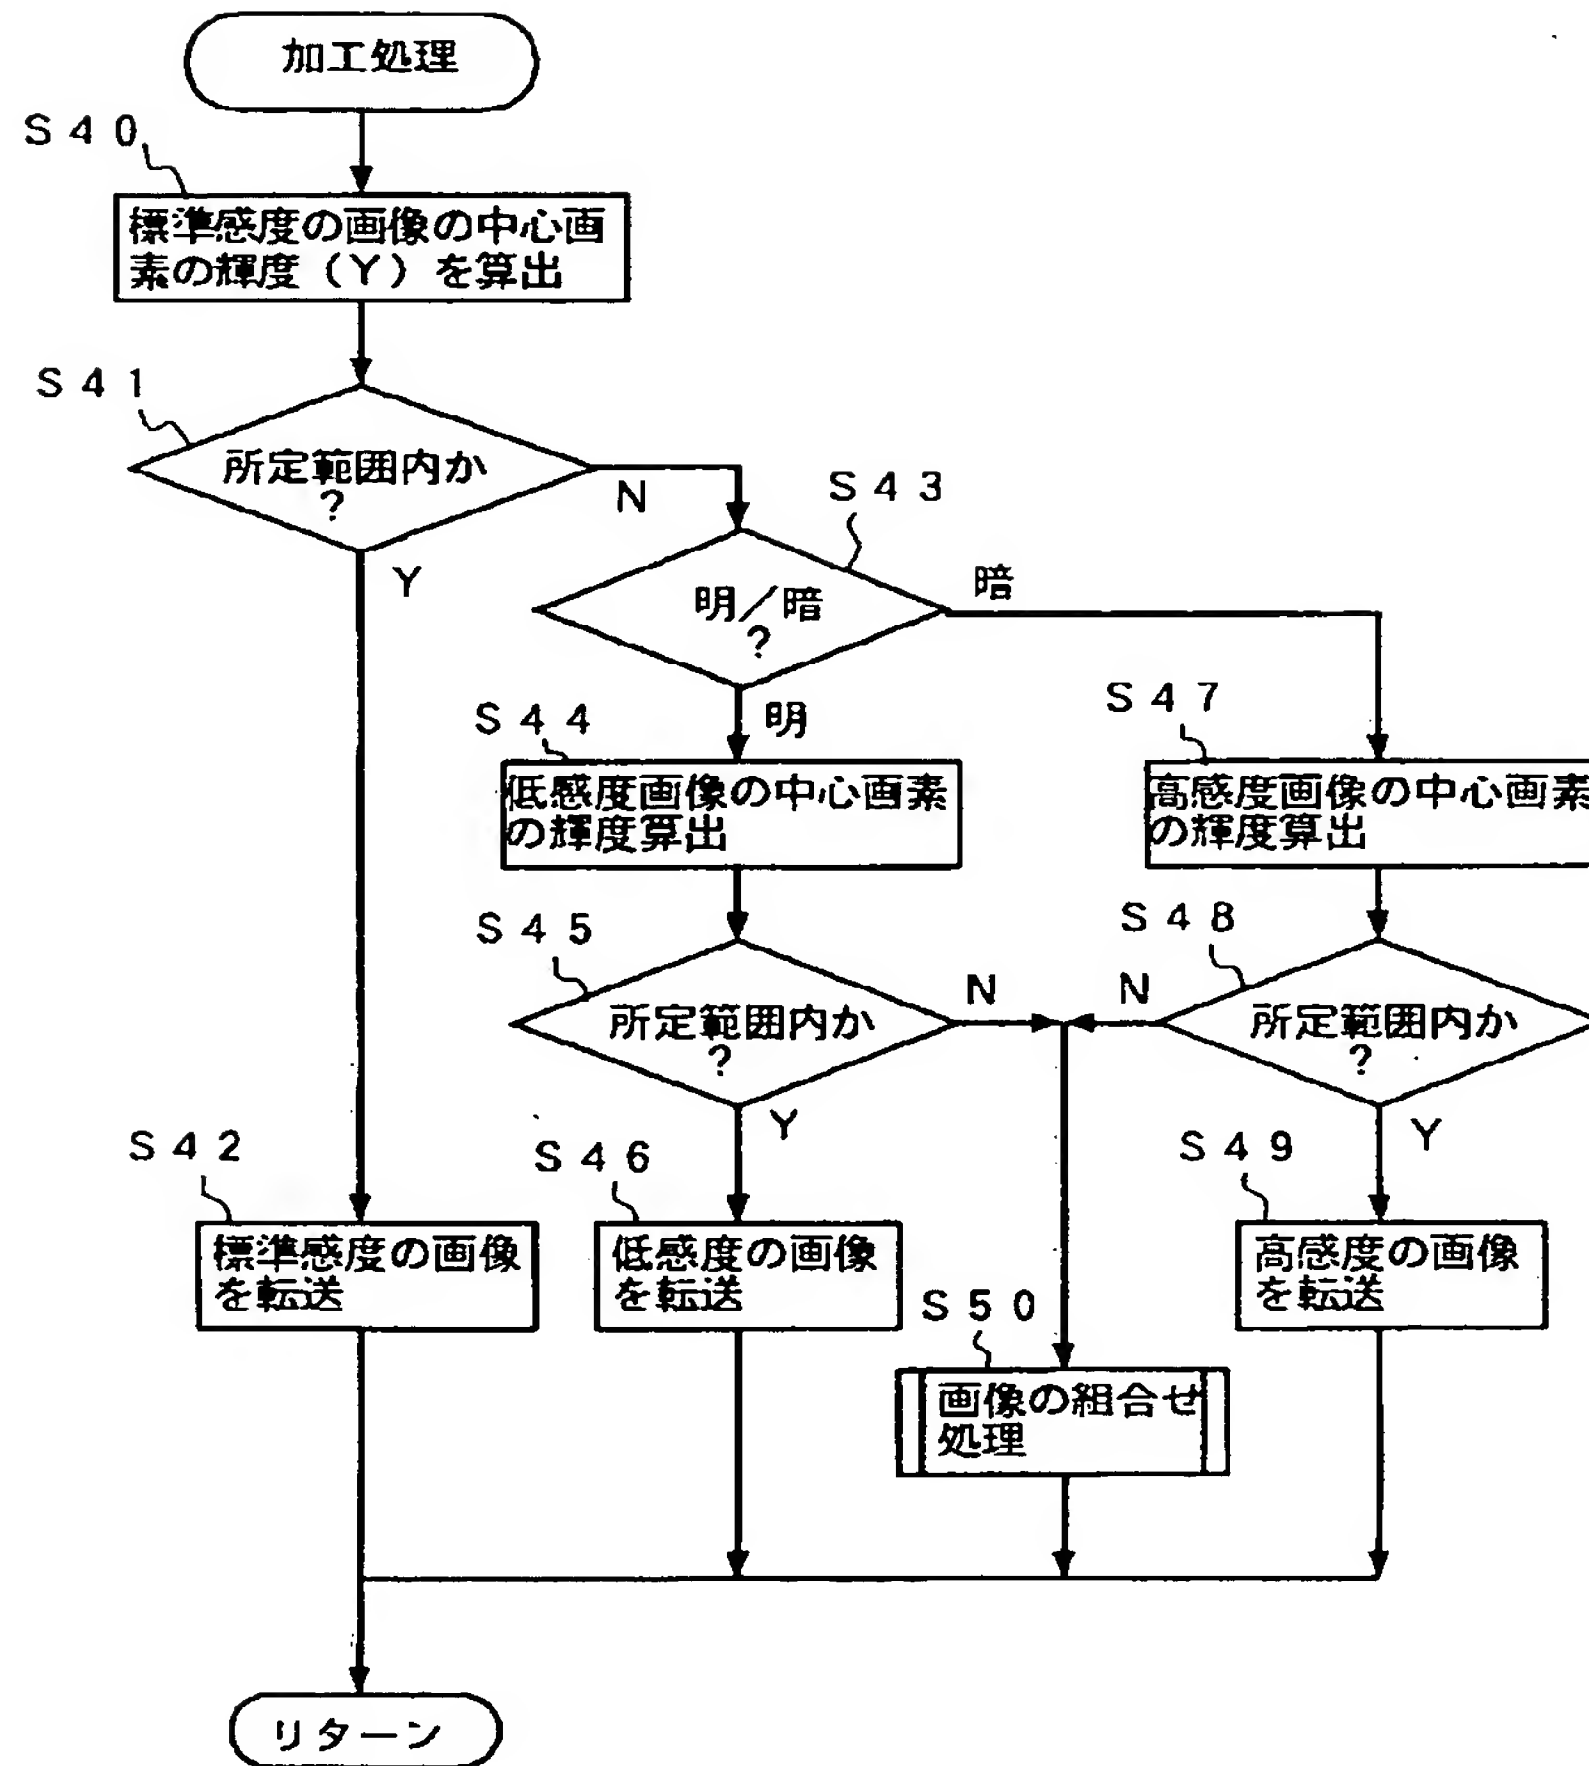 加工処理
S40
標準感度の画像の中心画
素の輝度（Y）を算出
S41
所定範囲内か
?
N
Y
S43
明／暗
?
暗
明
S44
低感度画像の中心画素
の輝度算出
S47
高感度画像の中心画素
の輝度算出
S45
所定範囲内か
?
N
Y
S48
所定範囲内か
?
N
Y
S42
標準感度の画像
を転送
S46
低感度の画像
を転送
S50
画像の組合せ
処理
S49
高感度の画像
を転送
リターン